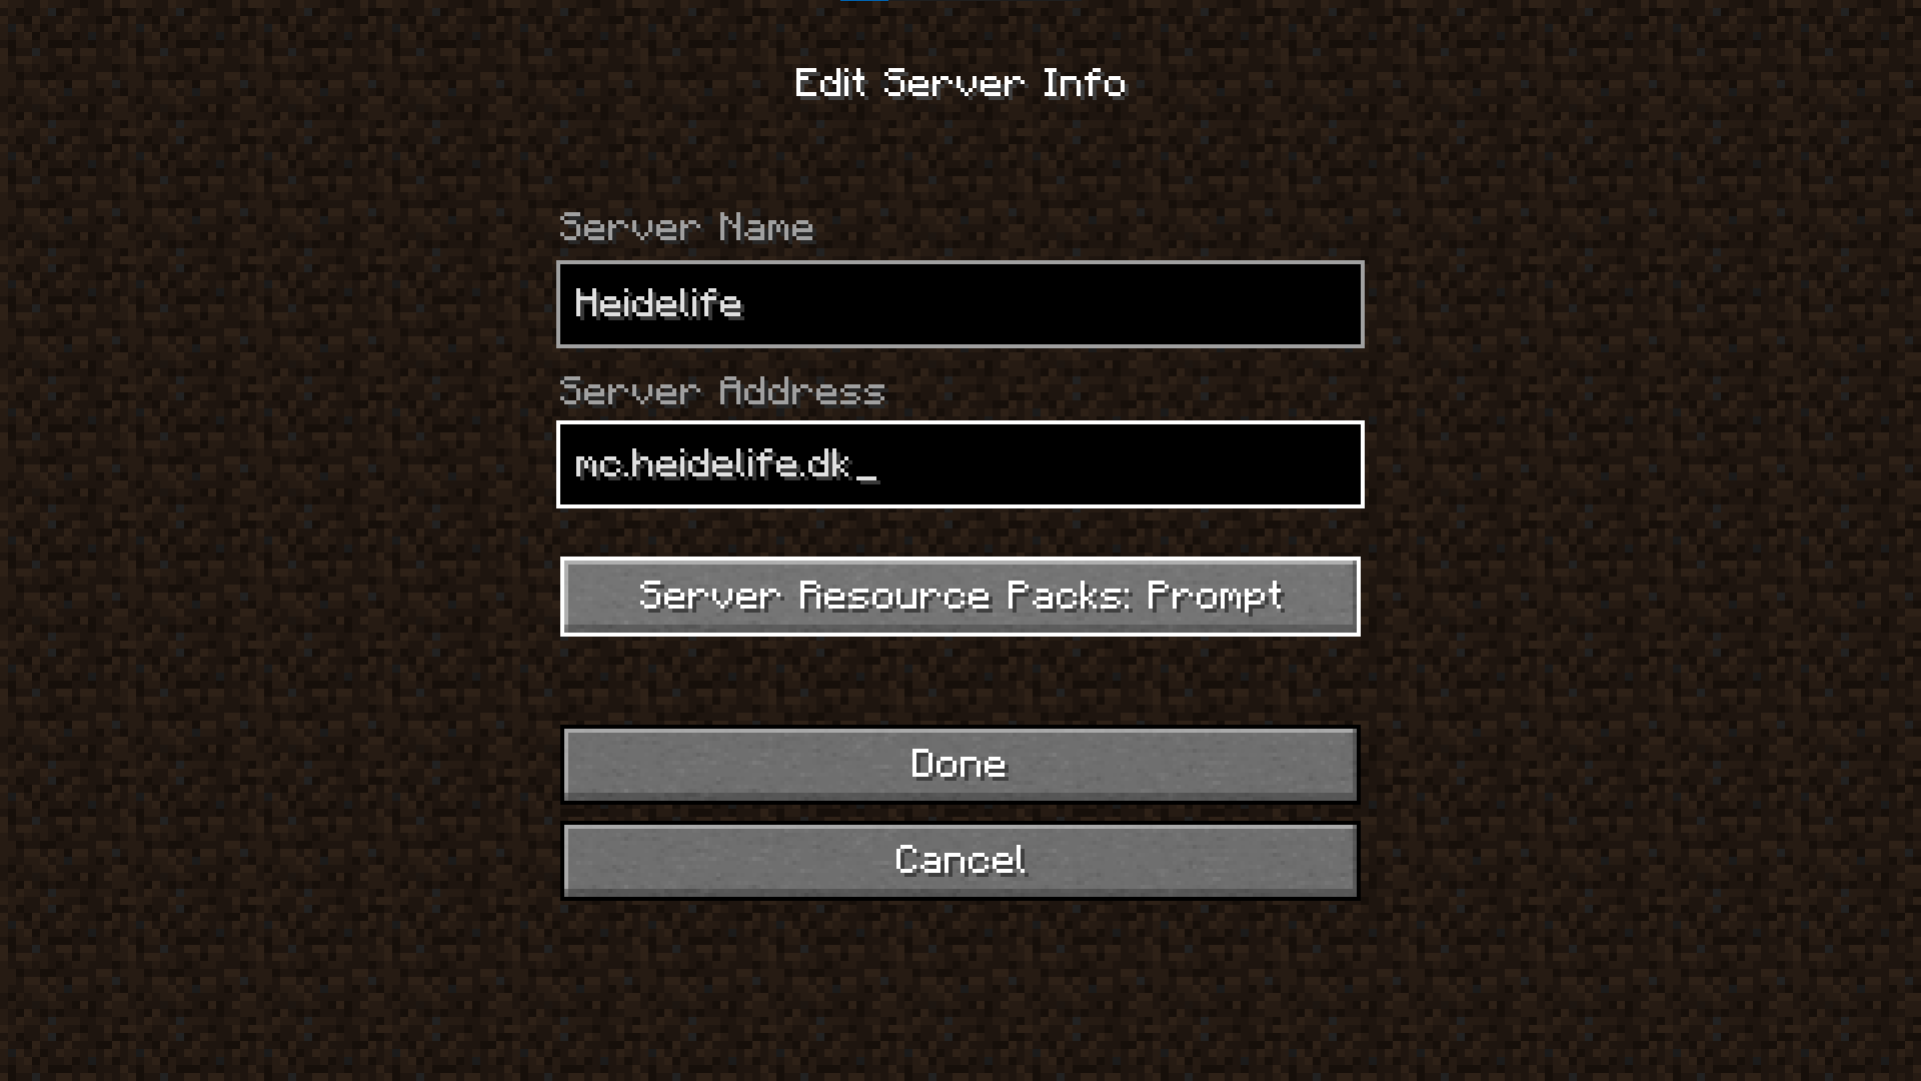 Edit Server Info
Server Name
Heidelife
Server Address
mc.heidelife.dk_
Server Resource Packs: Prompt
Done
Cancel